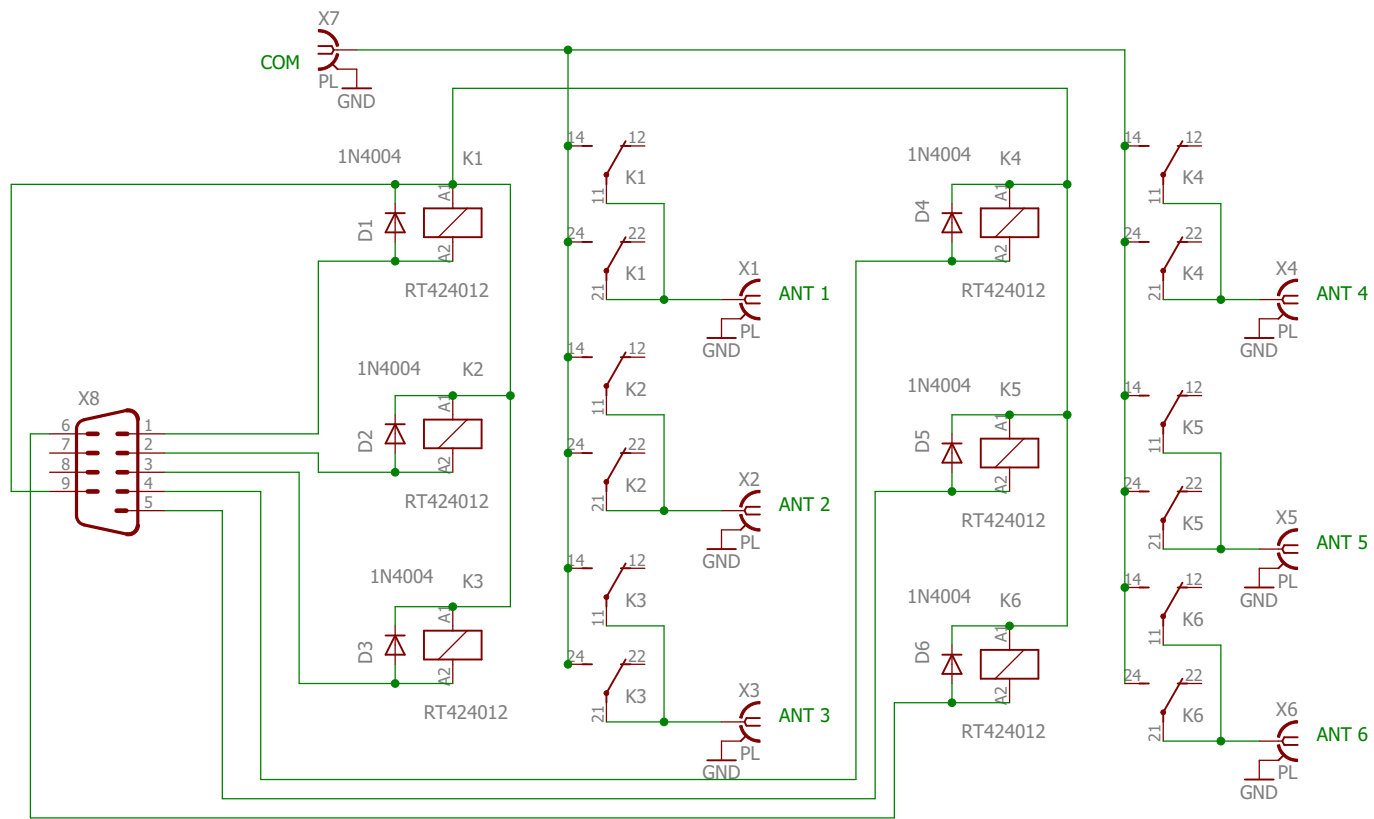 X7
COM
PL
GND
1N4004
K1
A1
D1
A2
RT424012
1N4004
K2
A1
D2
A2
RT424012
1N4004
K3
A1
D3
A2
RT424012
X8
6
7
8
9
1
2
3
4
5
14
12
11
K1
24
22
21
K1
X1
ANT 1
PL
GND
14
12
11
K2
24
22
21
K2
X2
ANT 2
PL
GND
14
12
11
K3
24
22
21
K3
X3
ANT 3
PL
GND
1N4004
K4
A1
D4
A2
RT424012
1N4004
K5
A1
D5
A2
RT424012
1N4004
K6
A1
D6
A2
RT424012
14
12
11
K4
24
22
21
K4
X4
ANT 4
PL
GND
14
12
11
K5
24
22
21
K5
X5
ANT 5
PL
GND
14
12
11
K6
24
22
21
K6
X6
ANT 6
PL
GND